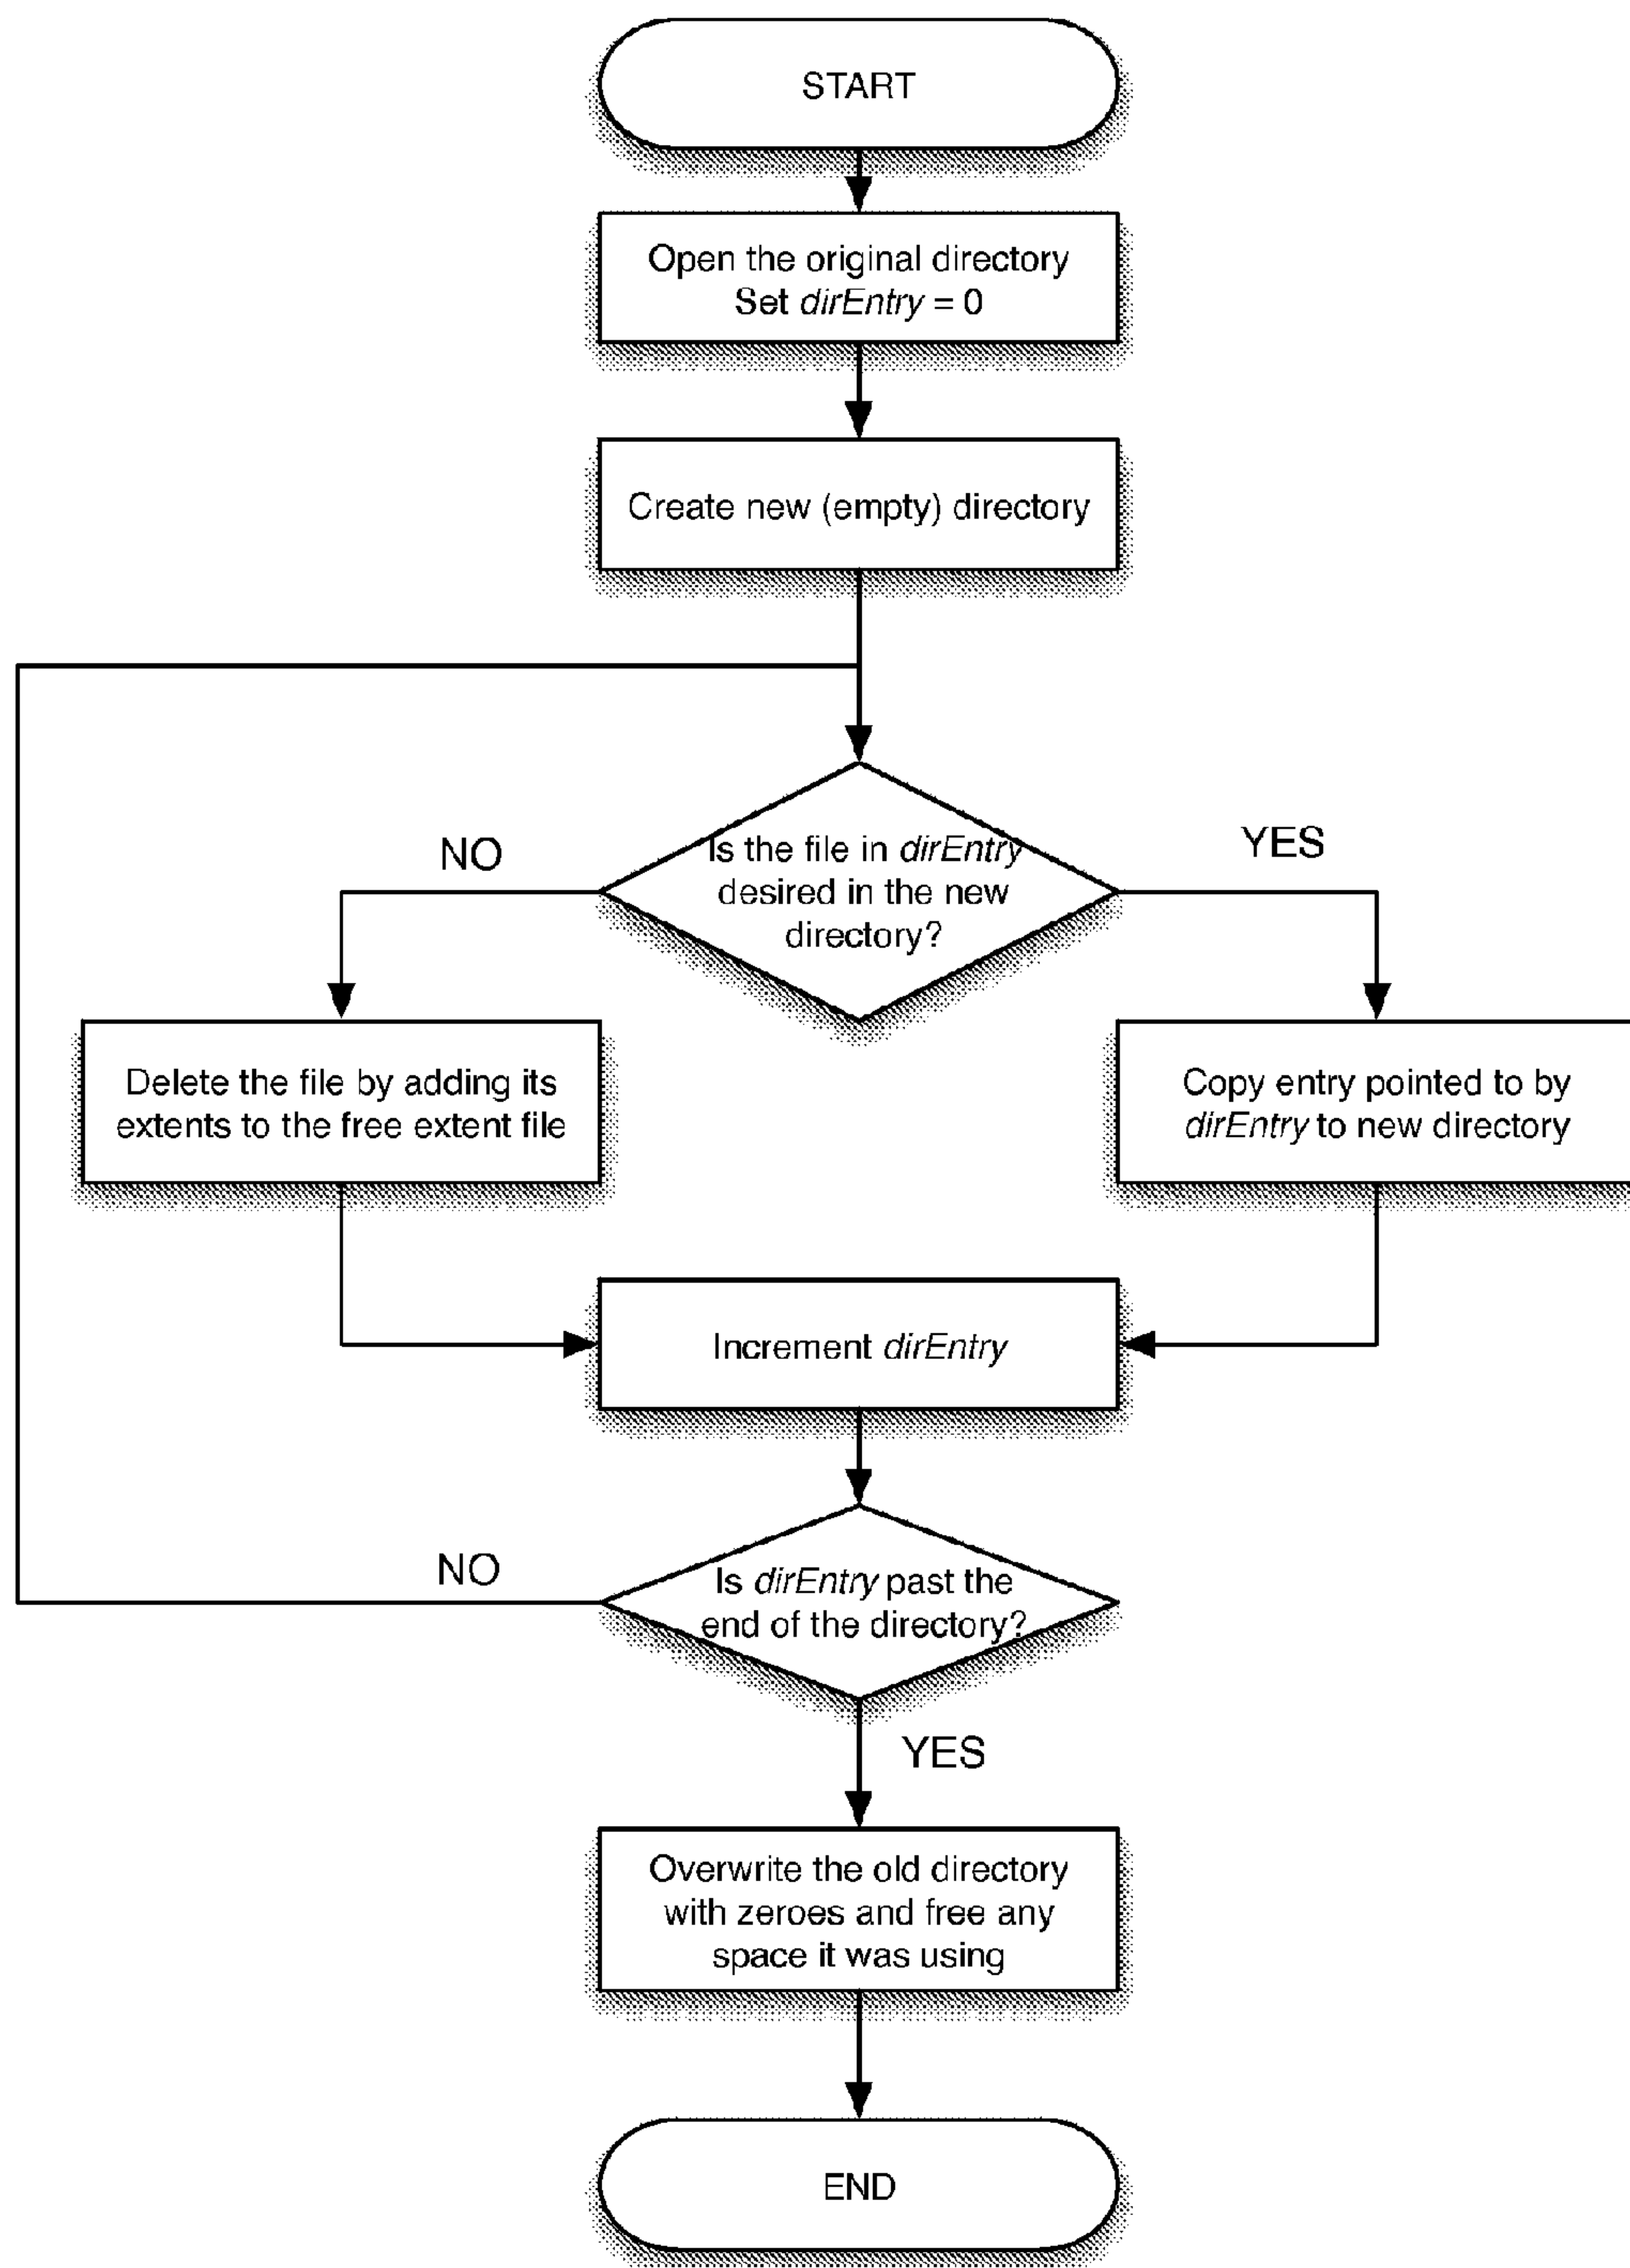 START
Open the original directory
Set dirEntry = 0
Create new (empty) directory
NO
YES
Is the file in dirEntry
desired in the new
directory?
Delete the file by adding its
extents to the free extent file
Copy entry pointed to by
dirEntry to new directory
Increment dirEntry
NO
Is dirEntry past the
end of the directory?
YES
Overwrite the old directory
with zeroes and free any
space it was using
END